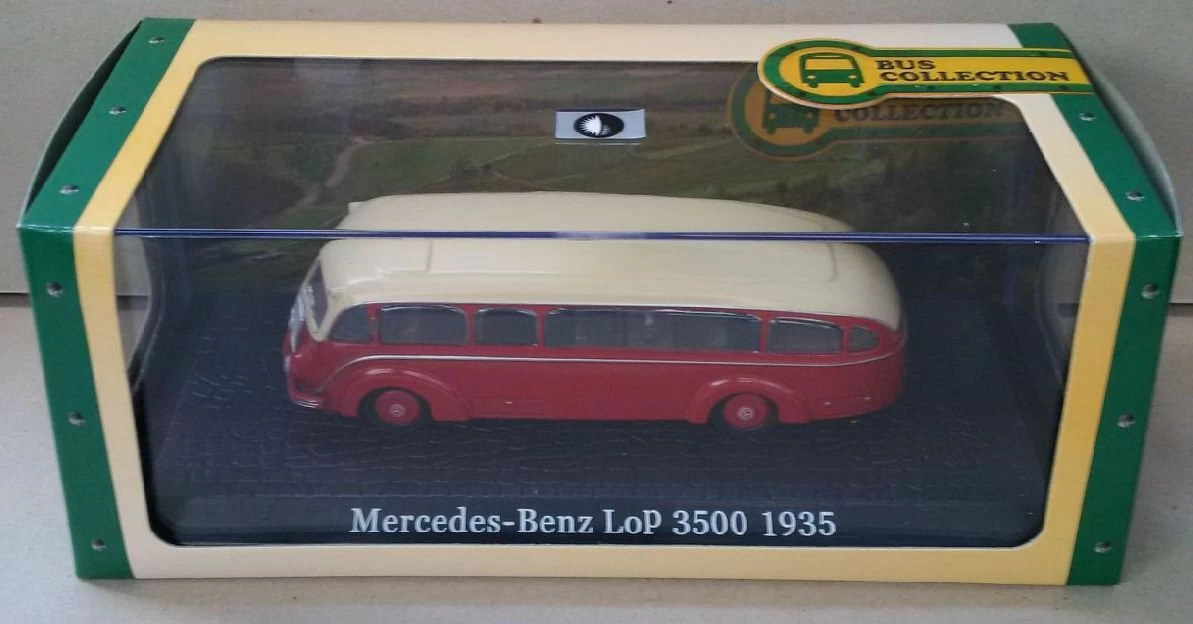 BUS
COLLECTION
COLLECTION
Mercedes-Benz LoP 3500 1935